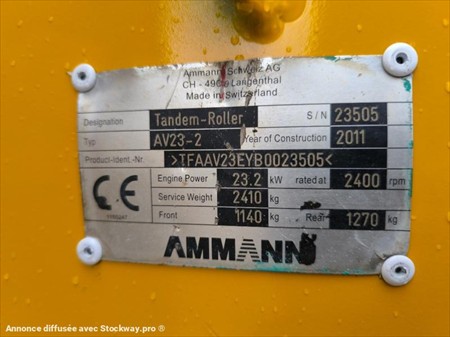 Ammann Schweiz AG
CH - 4900 Langenthal
Made in Switzerland
Designation Tandem-Roller S/N 23505
Typ AV23-2 Year of Construction 2011
Product-Ident.-Nr. >TFAAV23EYB0023505<
CE Engine Power 23.2 kW rated at 2400 rpm
Service Weight 2410 kg
Front 1140 kg Rear 1270 kg
AMMANN
Annonce diffusée avec Stockway.pro ®